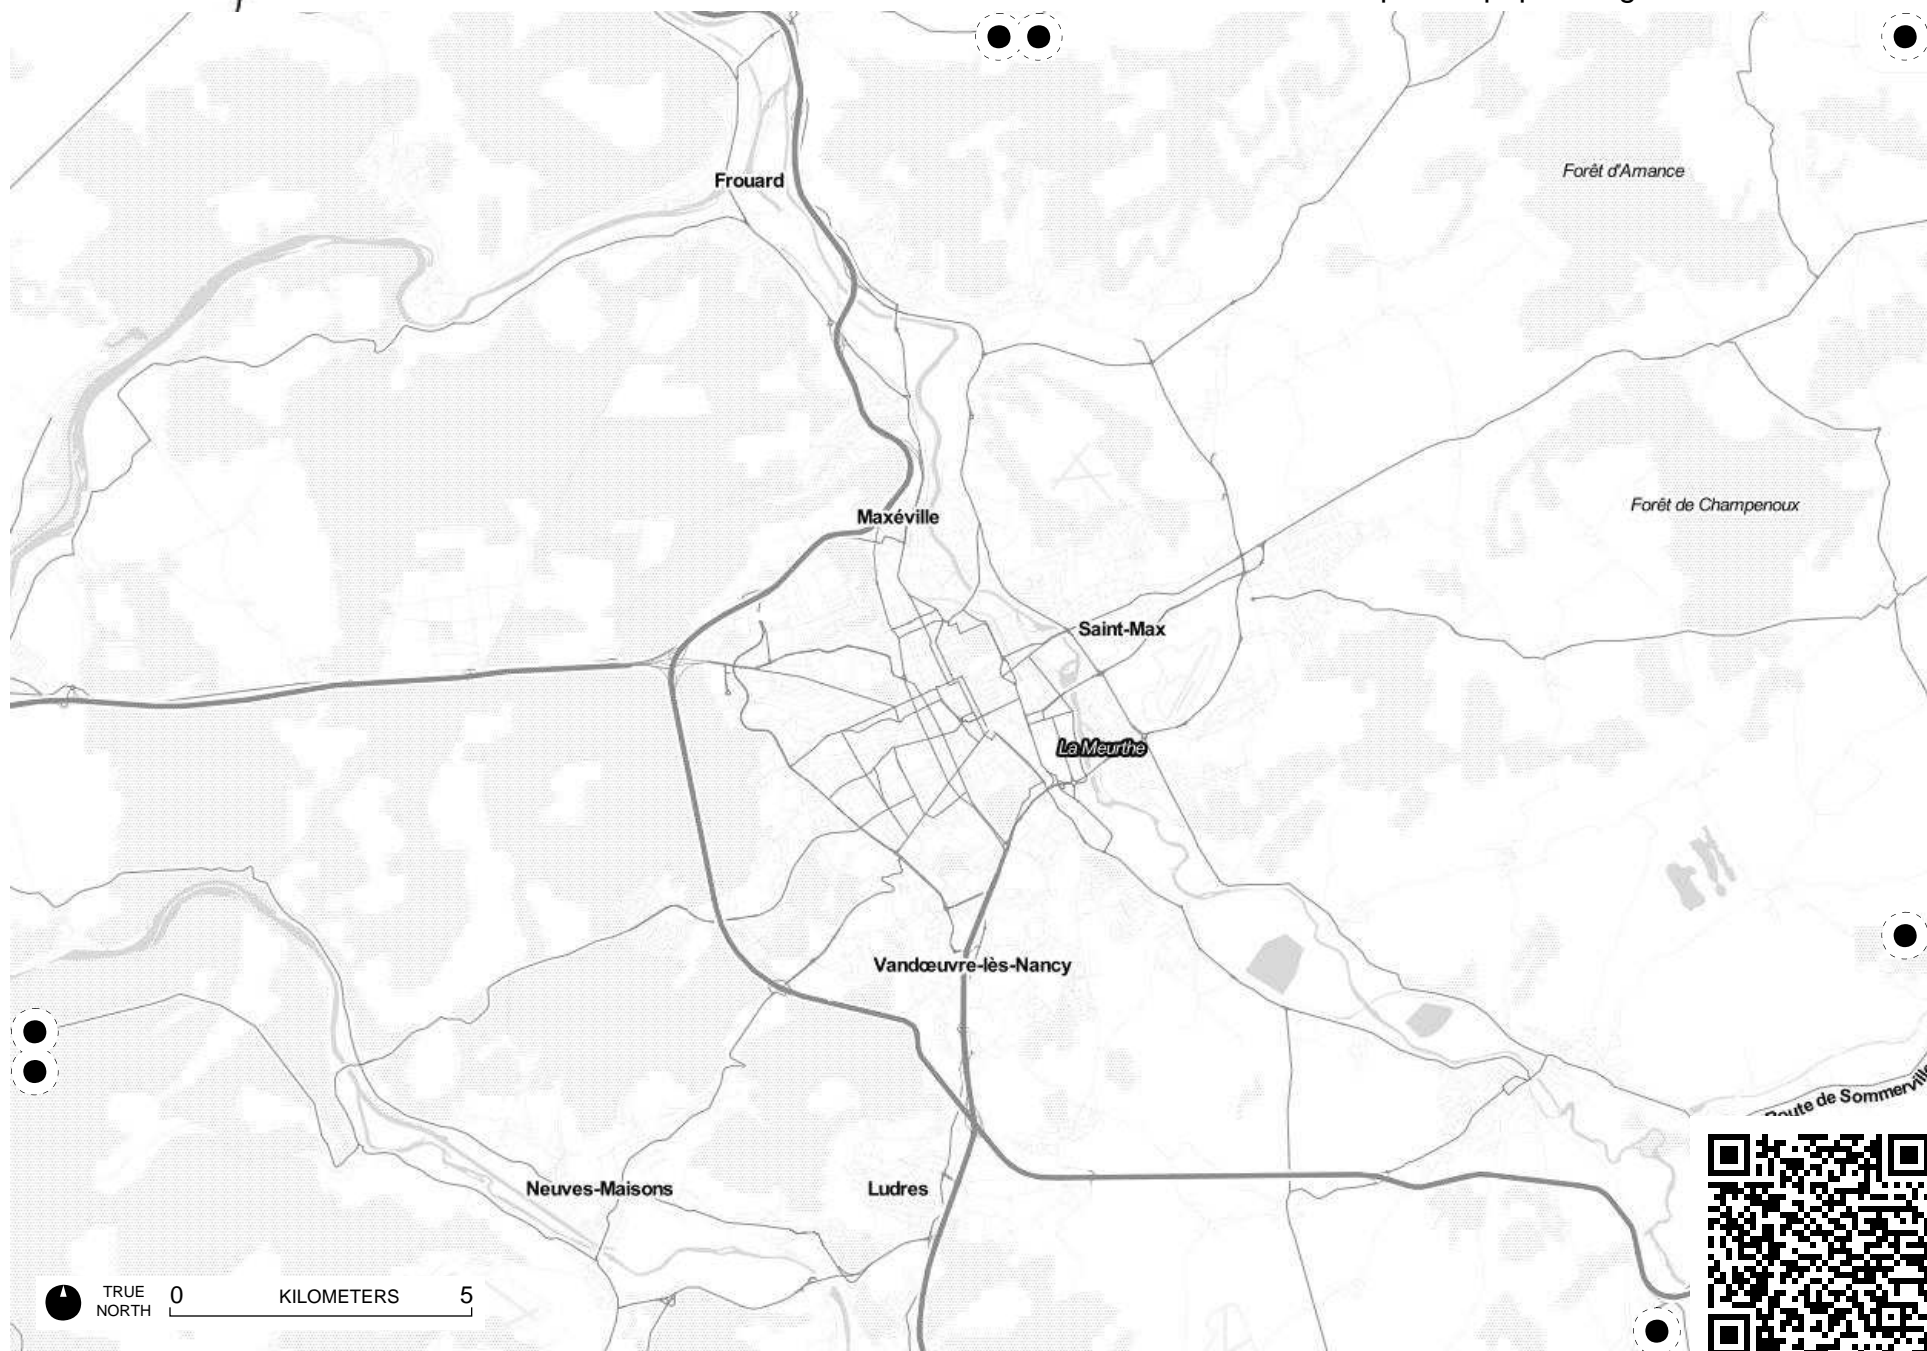 Frouard
Forêt d'Amance
Forêt de Champenoux
Maxéville
Saint-Max
La Meurthe
Vandœuvre-lès-Nancy
Route de Sommerville
Neuves-Maisons
Ludres
TRUE
NORTH
0 KILOMETERS 5